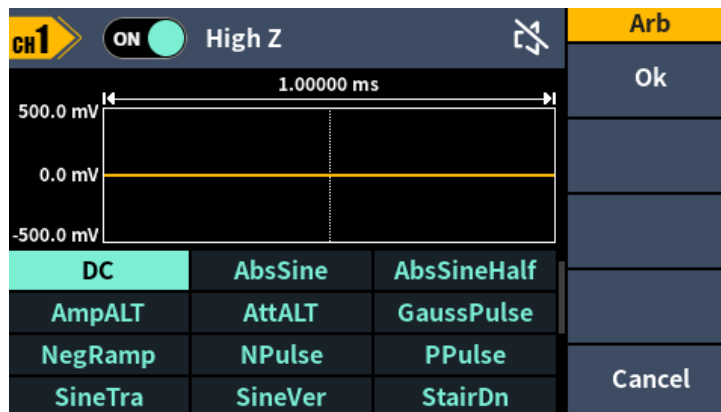 CH1 ON High Z
Arb
Ok
1.00000 ms
500.0 mV
0.0 mV
-500.0 mV
DC AbsSine AbsSineHalf
AmpALT AttALT GaussPulse
NegRamp NPulse PPulse
SineTra SineVer StairDn
Cancel